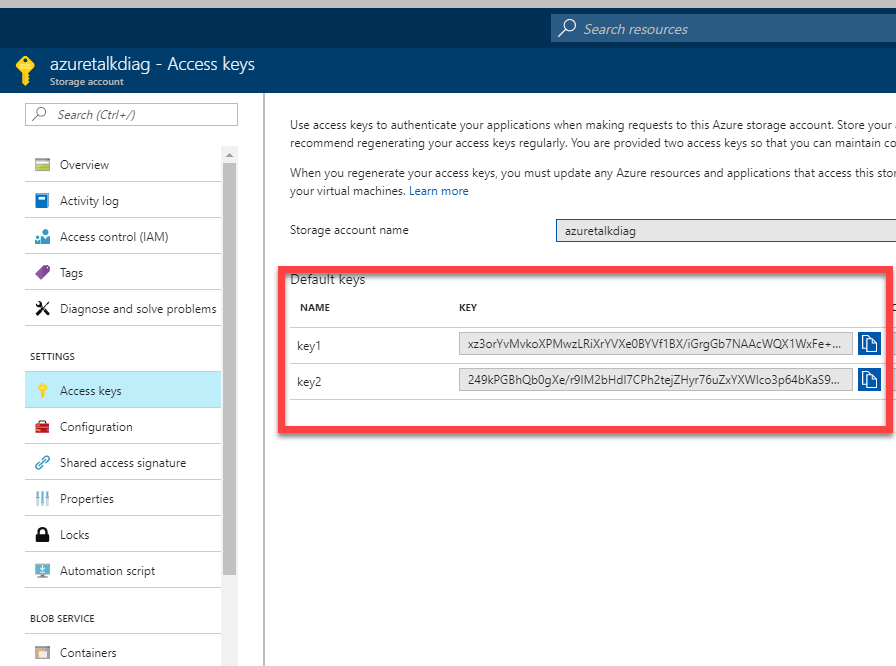 Search resources
azuretalkdiag - Access keys
Storage account
Search (Ctrl+/)
Overview
Activity log
Access control (IAM)
Tags
Diagnose and solve problems
SETTINGS
Access keys
Configuration
Shared access signature
Properties
Locks
Automation script
BLOB SERVICE
Containers
Use access keys to authenticate your applications when making requests to this Azure storage account. Store your
recommend regenerating your access keys regularly. You are provided two access keys so that you can maintain co
When you regenerate your access keys, you must update any Azure resources and applications that access this stor
your virtual machines. Learn more
Storage account name
azuretalkdiag
Default keys
NAME KEY
key1 xz3orYvMvkoXPMwzLRiXrYVXe0BYVf1BX/iGrgGb7NAAcWQX1WxFe+...
key2